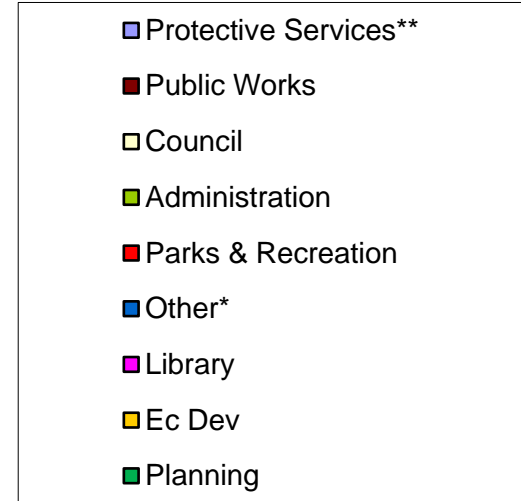 Protective Services**
Public Works
Council
Administration
Parks & Recreation
Other*
Library
Ec Dev
Planning